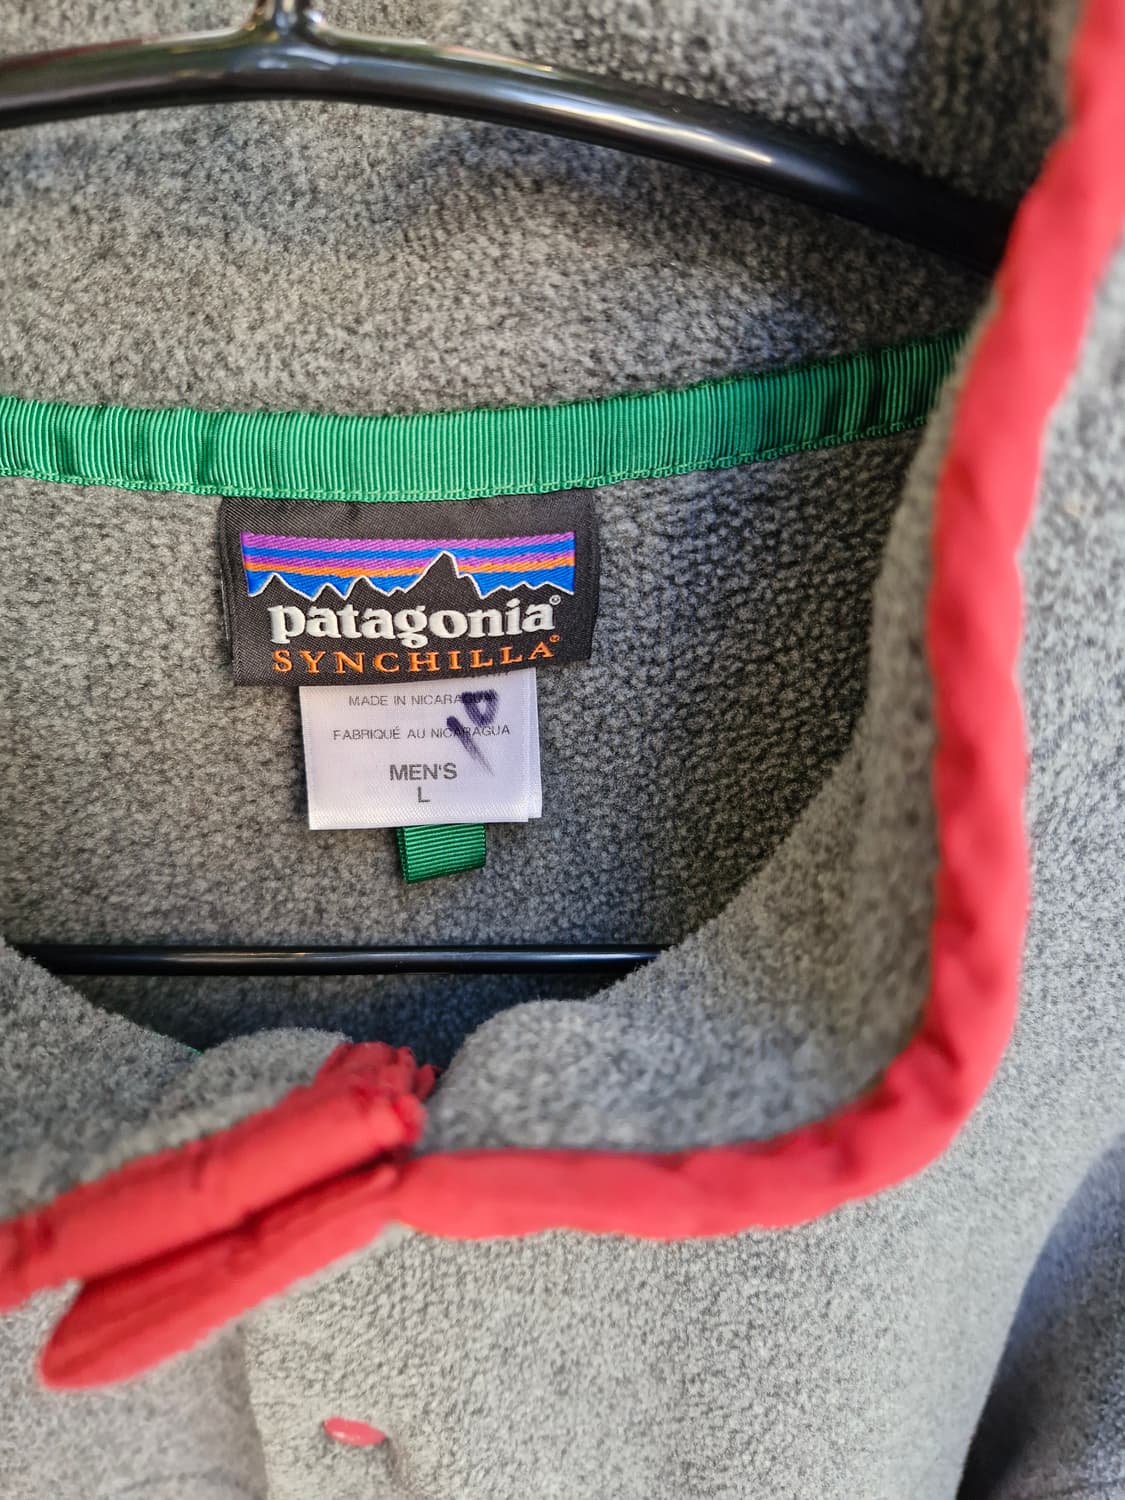 patagonia®
SYNCHILLA®
MADE IN NICARAGUA
FABRIQUÉ AU NICARAGUA
MEN'S
L